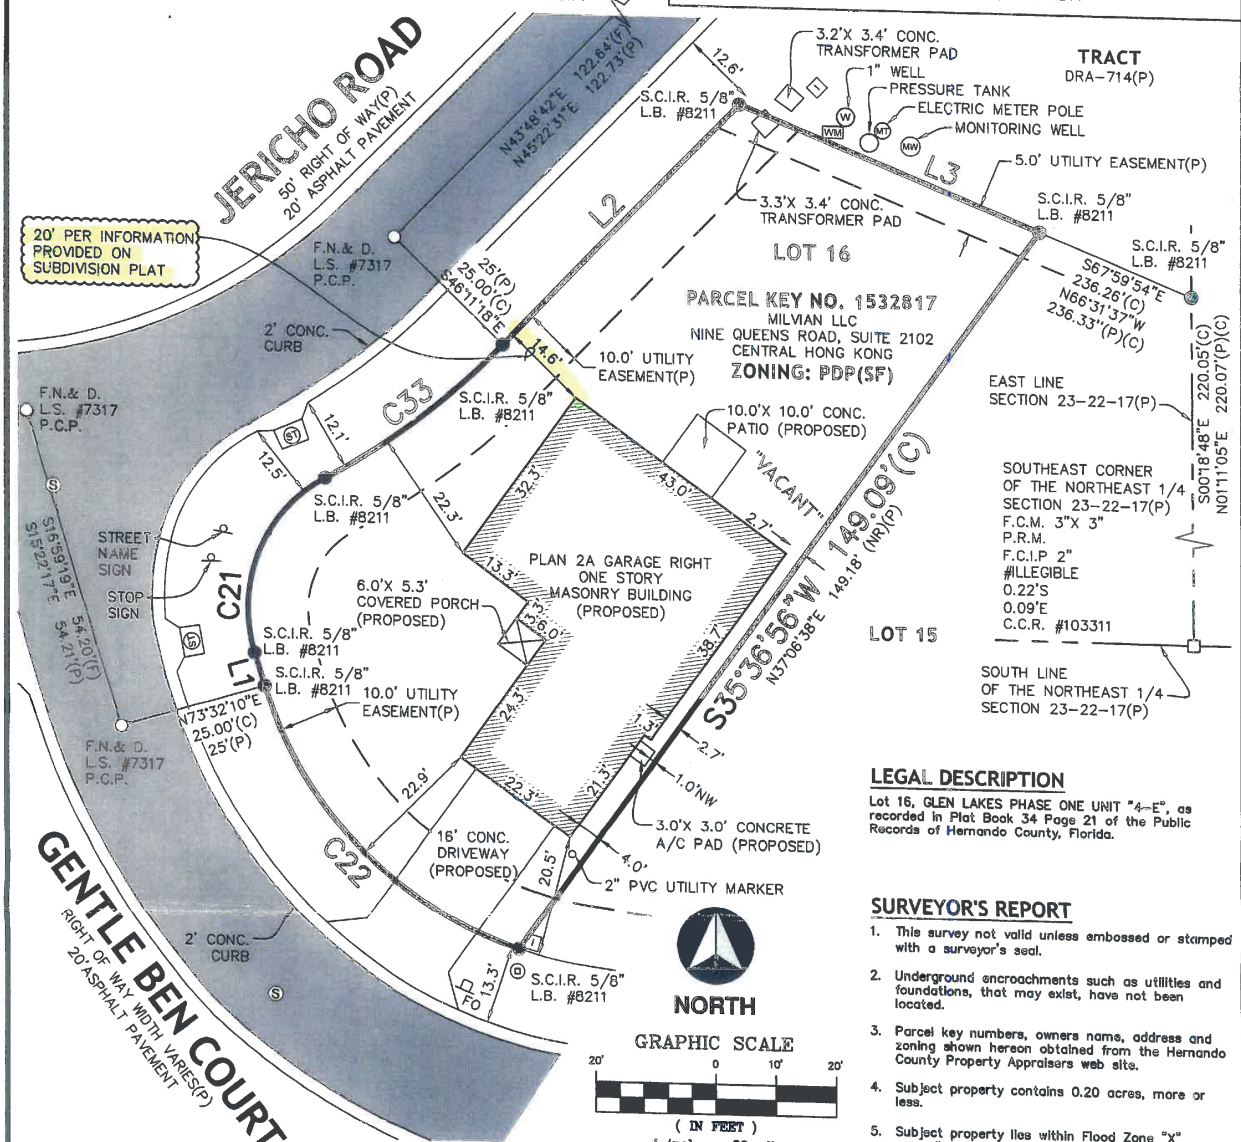 JERICHO ROAD
50' RIGHT OF WAY(P)
20' ASPHALT PAVEMENT
N43°48'42"E 122.64'(F)
N45°22'31"E 122.73'(P)
12.6'
3.2'X 3.4' CONC.
TRANSFORMER PAD
1" WELL
PRESSURE TANK
ELECTRIC METER POLE
MONITORING WELL
W
WM
MT
MW
TRACT
DRA-714(P)
S.C.I.R. 5/8"
L.B. #8211
L3
5.0' UTILITY EASEMENT(P)
S.C.I.R. 5/8"
L.B. #8211
S.C.I.R. 5/8"
L.B. #8211
3.3'X 3.4' CONC.
TRANSFORMER PAD
L2
20' PER INFORMATION
PROVIDED ON
SUBDIVISION PLAT
F.N.& D.
L.S. #7317
P.C.P.
25'(P)
25.00'(C)
S46°11'18"E
LOT 16
PARCEL KEY NO. 1532817
MILVIAN LLC
NINE QUEENS ROAD, SUITE 2102
CENTRAL HONG KONG
ZONING: PDP(SF)
S67°59'54"E
236.26'(C)
N66°31'37"W
236.33"(P)(C)
2' CONC.
CURB
14.6'
10.0' UTILITY
EASEMENT(P)
S.C.I.R. 5/8"
L.B. #8211
C33
10.0'X 10.0' CONC.
PATIO (PROPOSED)
"VACANT"
EAST LINE
SECTION 23-22-17(P)
S00°18'48"E 220.05'(C)
N01°11'05"E 220.07'(P)(C)
F.N.& D.
L.S. #7317
P.C.P.
S
ST
12.1'
12.5'
S.C.I.R. 5/8"
L.B. #8211
22.3'
32.3'
43.0'
2.7'
SOUTHEAST CORNER
OF THE NORTHEAST 1/4
SECTION 23-22-17(P)
F.C.M. 3"X 3"
P.R.M.
F.C.I.P 2"
#ILLEGIBLE
0.22'S
0.09'E
C.C.R. #103311
S16°59'19"E 54.20'(F)
S15°22'17"E 54.21'(P)
STREET
NAME
SIGN
STOP
SIGN
C21
PLAN 2A GARAGE RIGHT
ONE STORY
MASONRY BUILDING
(PROPOSED)
13.3'
3.3'
6.0'
38.7'
6.0'X 5.3'
COVERED PORCH
(PROPOSED)
S35°36'56"W 149.09'(C)
N37°06'38"E 149.18' (NR)(P)
LOT 15
SOUTH LINE
OF THE NORTHEAST 1/4
SECTION 23-22-17(P)
S.C.I.R. 5/8"
L.B. #8211
L1
S.C.I.R. 5/8"
L.B. #8211
N73°32'10"E
25.00'(C)
25'(P)
F.N.& D.
L.S. #7317
P.C.P.
10.0' UTILITY
EASEMENT(P)
24.3'
1.3'
2.7'
1.0'NW
22.9'
22.3'
21.3'
3.0'X 3.0' CONCRETE
A/C PAD (PROPOSED)
16' CONC.
DRIVEWAY
(PROPOSED)
C22
4.0'
20.5'
2" PVC UTILITY MARKER
LEGAL DESCRIPTION
Lot 16, GLEN LAKES PHASE ONE UNIT "4-E", as
recorded in Plat Book 34 Page 21 of the Public
Records of Hernando County, Florida.
SURVEYOR'S REPORT
1. This survey not valid unless embossed or stamped
with a surveyor's seal.
2. Underground encroachments such as utilities and
foundations, that may exist, have not been
located.
3. Parcel key numbers, owners name, address and
zoning shown hereon obtained from the Hernando
County Property Appraisers web site.
4. Subject property contains 0.20 acres, more or
less.
5. Subject property lies within Flood Zone "X"
GENTLE BEN COURT
RIGHT OF WAY WIDTH VARIES(P)
20' ASPHALT PAVEMENT
2' CONC.
CURB
S
13.3'
S.C.I.R. 5/8"
L.B. #8211
NORTH
GRAPHIC SCALE
20' 0 10' 20'
( IN FEET )